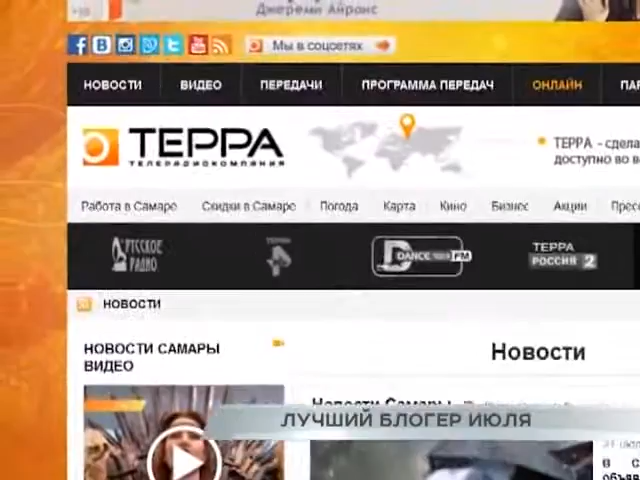 Джереми Айронс
Мы в соцсетях
НОВОСТИ ВИДЕО ПЕРЕДАЧИ ПРОГРАММА ПЕРЕДАЧ ОНЛАЙН
ТЕРРА
ТЕЛЕРАДИОКОМПАНИЯ
ТЕРРА - сдела
доступно во в
Работа в Самаре Скидки в Самаре Погода Карта Кино Бизнес Акции Прес
РУССКОЕ
РАДИО
DANCE FM
ТЕРРА
РОССИЯ 2
НОВОСТИ
НОВОСТИ САМАРЫ
ВИДЕО
Новости
Новости Самары
ЛУЧШИЙ БЛОГЕР ИЮЛЯ